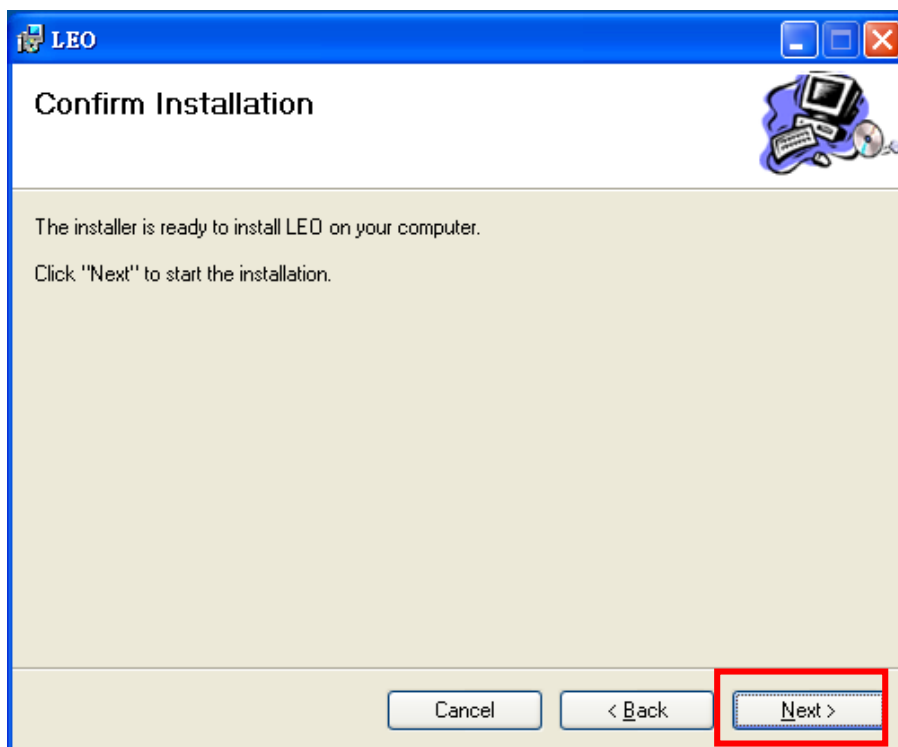 LEO
Confirm Installation
The installer is ready to install LEO on your computer.
Click "Next" to start the installation.
Cancel
< Back
Next >